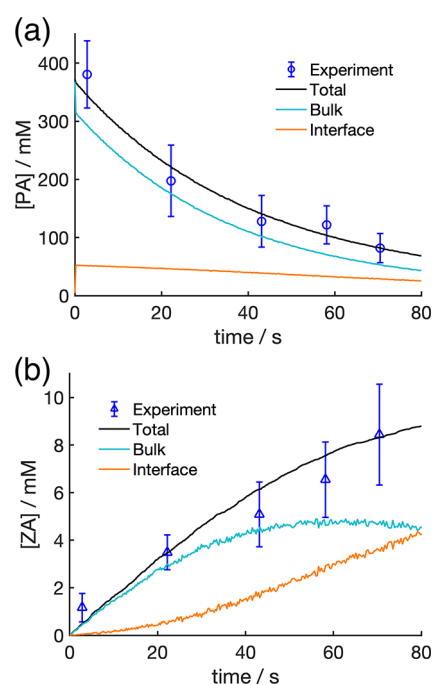 (a)
400
300
200
100
0
[PA] / mM
Experiment
Total
Bulk
Interface
0 20 40 60 80
time / s
(b)
10
8
6
4
2
0
[ZA] / mM
Experiment
Total
Bulk
Interface
0 20 40 60 80
time / s